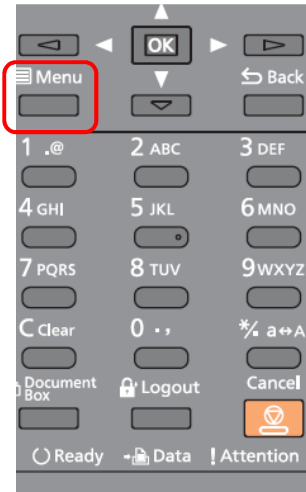 OK
Menu
Back
1 .@
2 ABC
3 DEF
4 GHI
5 JKL
6 MNO
7 PQRS
8 TUV
9 WXYZ
C Clear
0 . ,
*/. a↔A
Document
Box
Logout
Cancel
Ready
Data
! Attention